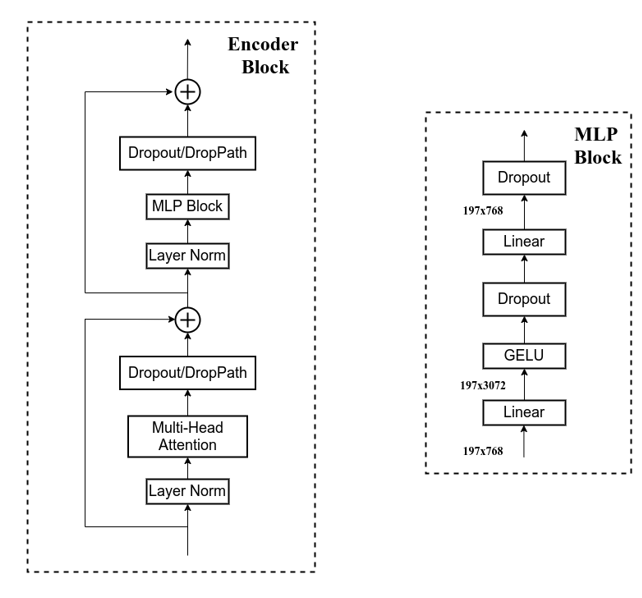 Encoder
Block
Dropout/DropPath
MLP Block
Layer Norm
Dropout/DropPath
Multi-Head
Attention
Layer Norm
MLP
Block
Dropout
197x768
Linear
Dropout
GELU
197x3072
Linear
197x768